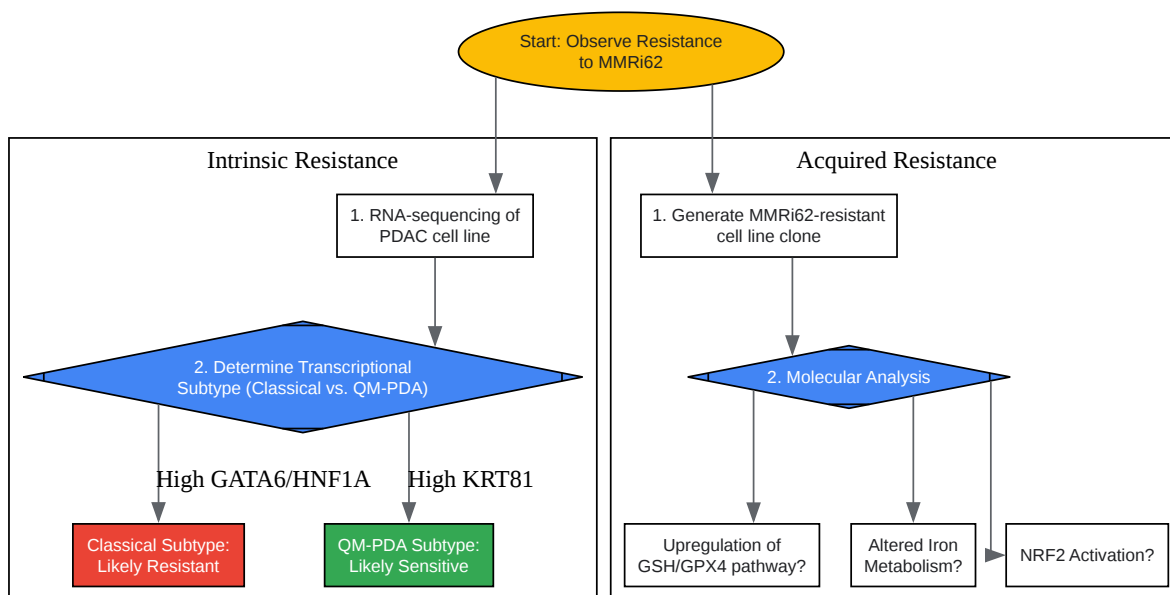 Start: Observe Resistance
to MMRi62
Intrinsic Resistance
1. RNA-sequencing of
PDAC cell line
2. Determine Transcriptional
Subtype (Classical vs. QM-PDA)
High GATA6/HNF1A
High KRT81
Classical Subtype:
Likely Resistant
QM-PDA Subtype:
Likely Sensitive
Acquired Resistance
1. Generate MMRi62-resistant
cell line clone
2. Molecular Analysis
Upregulation of
GSH/GPX4 pathway?
Altered Iron
Metabolism?
NRF2 Activation?